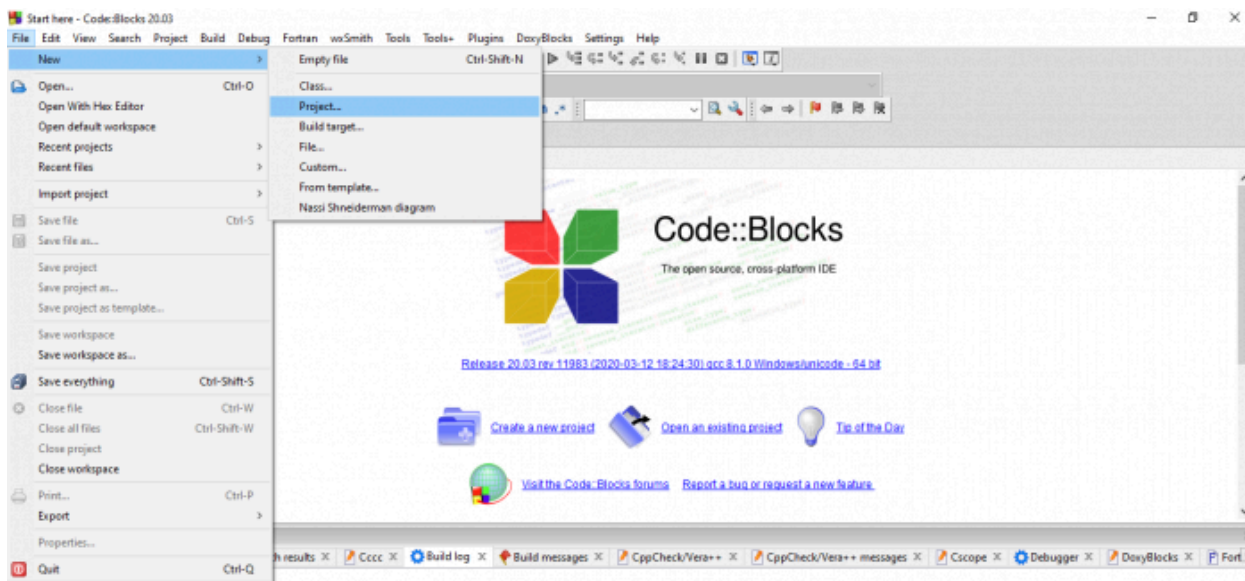 Start here - Code::Blocks 20.03
File Edit View Search Project Build Debug Fortran wxSmith Tools Tools+ Plugins DoxyBlocks Settings Help
New
Open... Ctrl-O
Open With Hex Editor
Open default workspace
Recent projects
Recent files
Import project
Save file Ctrl-S
Save file as...
Save project
Save project as...
Save project as template...
Save workspace
Save workspace as...
Save everything Ctrl-Shift-S
Close file Ctrl-W
Close all files Ctrl-Shift-W
Close project
Close workspace
Print... Ctrl-P
Export
Properties...
Quit Ctrl-Q
Empty file Ctrl-Shift-N
Class...
Project...
Build target...
File...
Custom...
From template...
Nassi Shneiderman diagram
Code::Blocks
The open source, cross-platform IDE
Release 20.03 rev 11983 (2020-03-12 18:24:30) gcc 8.1.0 Windows/unicode - 64 bit
Create a new project Open an existing project Tip of the Day
Visit the Code::Blocks forums Report a bug or request a new feature
h results Cccc Build log Build messages CppCheck/Vera++ CppCheck/Vera++ messages Cscope Debugger DoxyBlocks Fort